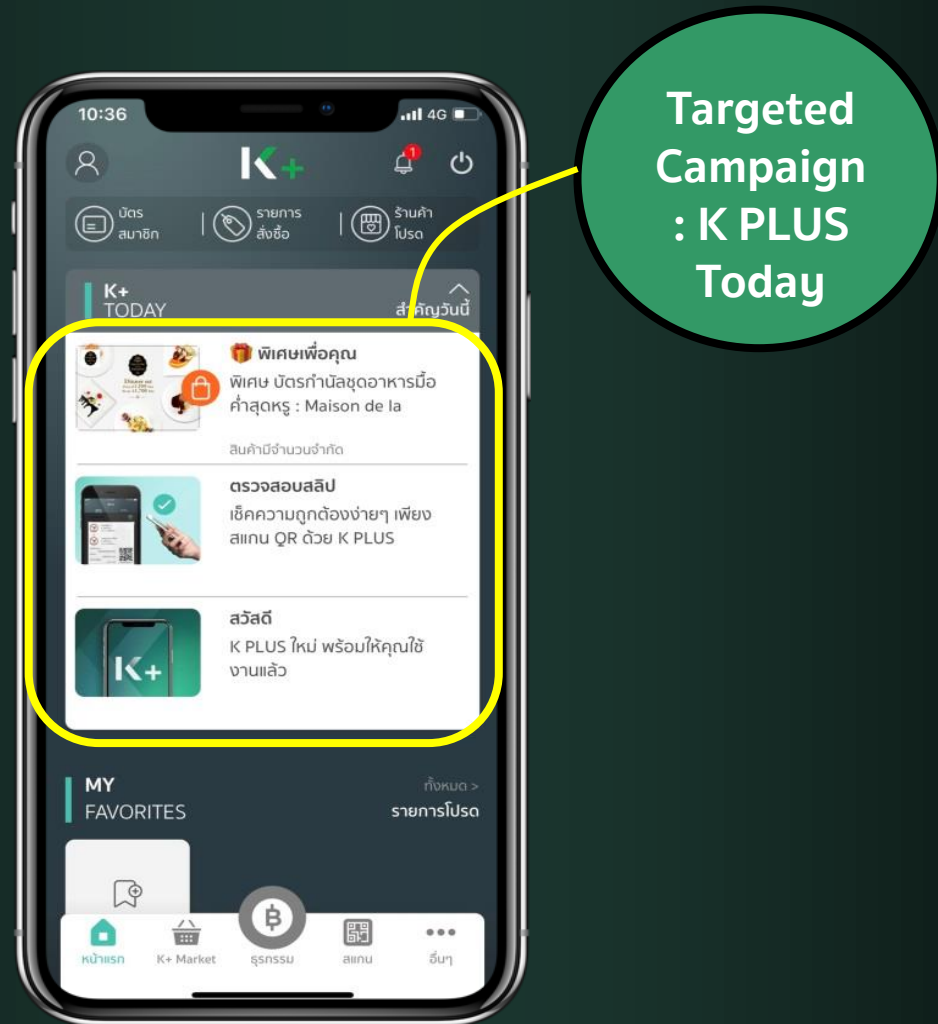 10:36
4G
K+
1
บัตร
สมาชิก
รายการ
สั่งซื้อ
ร้านค้า
โปรด
K+
TODAY
สำคัญวันนี้
พิเศษเพื่อคุณ
พิเศษ บัตรกำนัลชุดอาหารมื้อ
ค่ำสุดหรู : Maison de la
สินค้ามีจำนวนจำกัด
ตรวจสอบสลิป
เช็คความถูกต้องง่ายๆ เพียง
สแกน QR ด้วย K PLUS
สวัสดี
K PLUS ใหม่ พร้อมให้คุณใช้
งานแล้ว
K+
MY
FAVORITES
ทั้งหมด >
รายการโปรด
หน้าแรก
K+ Market
ธุรกรรม
สแกน
อื่นๆ
Targeted
Campaign
: K PLUS
Today